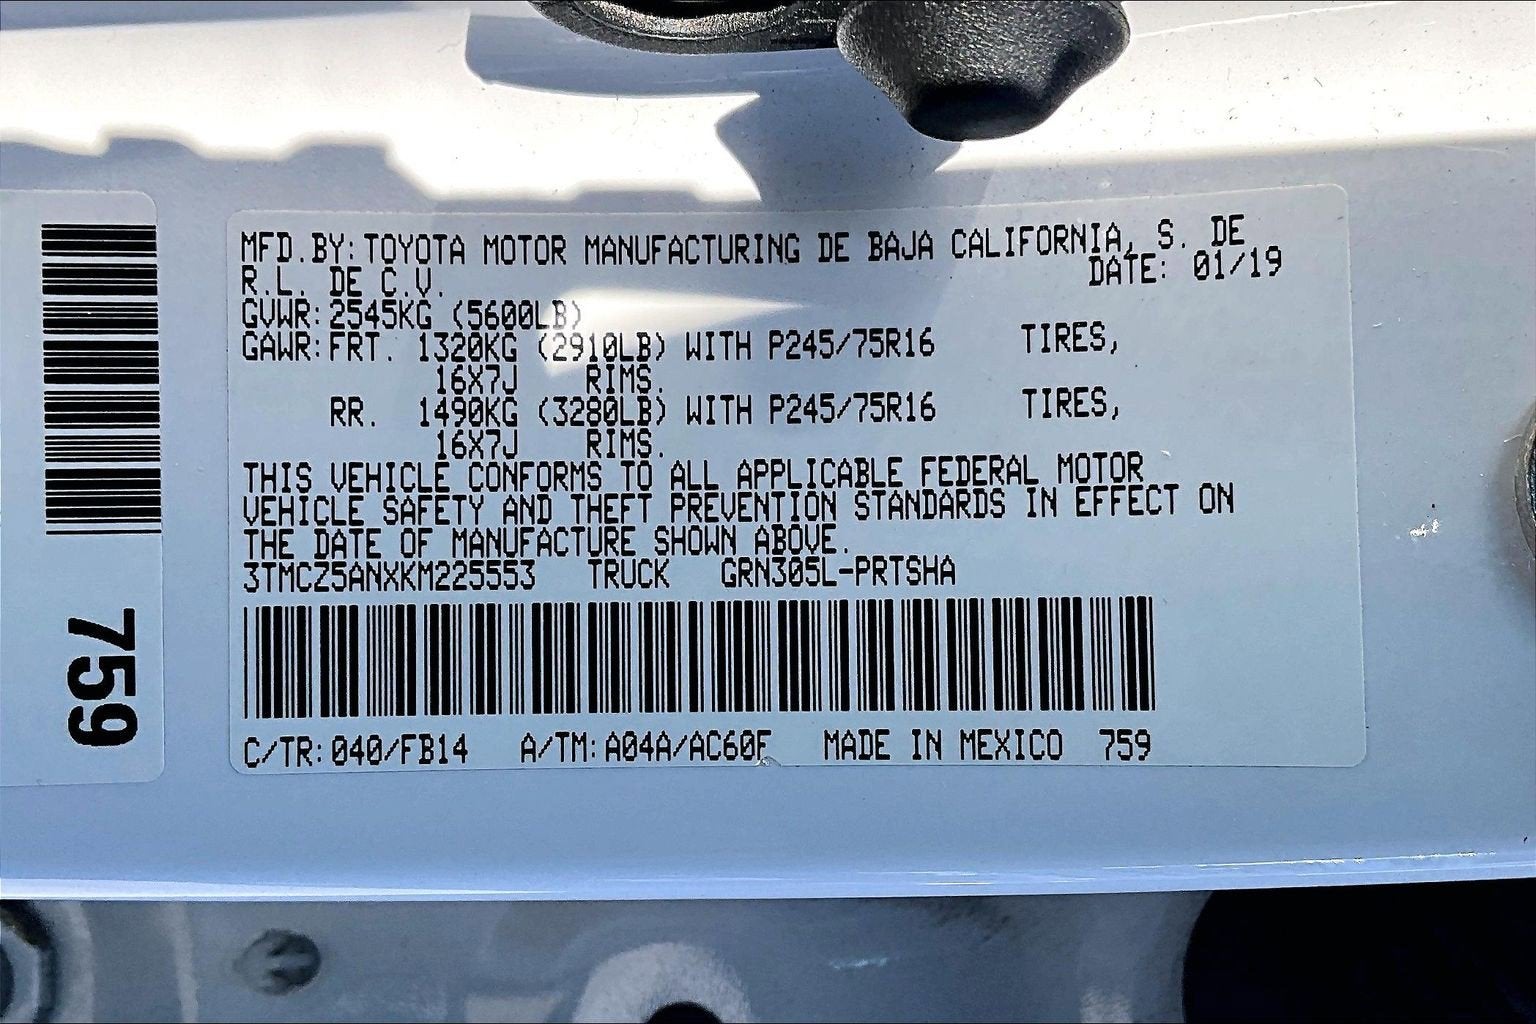 MFD.BY:TOYOTA MOTOR MANUFACTURING DE BAJA CALIFORNIA, S. DE
R.L. DE C.V. DATE: 01/19
GVWR:2545KG (5600LB)
GAWR:FRT. 1320KG (2910LB) WITH P245/75R16 TIRES,
16X7J RIMS.
RR. 1490KG (3280LB) WITH P245/75R16 TIRES,
16X7J RIMS.
THIS VEHICLE CONFORMS TO ALL APPLICABLE FEDERAL MOTOR
VEHICLE SAFETY AND THEFT PREVENTION STANDARDS IN EFFECT ON
THE DATE OF MANUFACTURE SHOWN ABOVE.
3TMCZ5ANXKM225553 TRUCK GRN305L-PRTSHA
C/TR:040/FB14 A/TM:A04A/AC60F MADE IN MEXICO 759
759